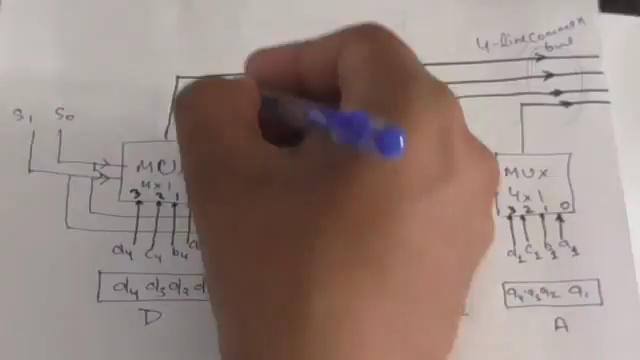 4-line common
bus
S₁ S₀
MUX
4x1
3 2 1
d₄ c₄ b₄ a
d₄ d₃ d₂ d
D
MUX
4x1
3 2 1 0
d₁ c₁ b₁ a₁
a₄ a₃ a₂ a₁
A